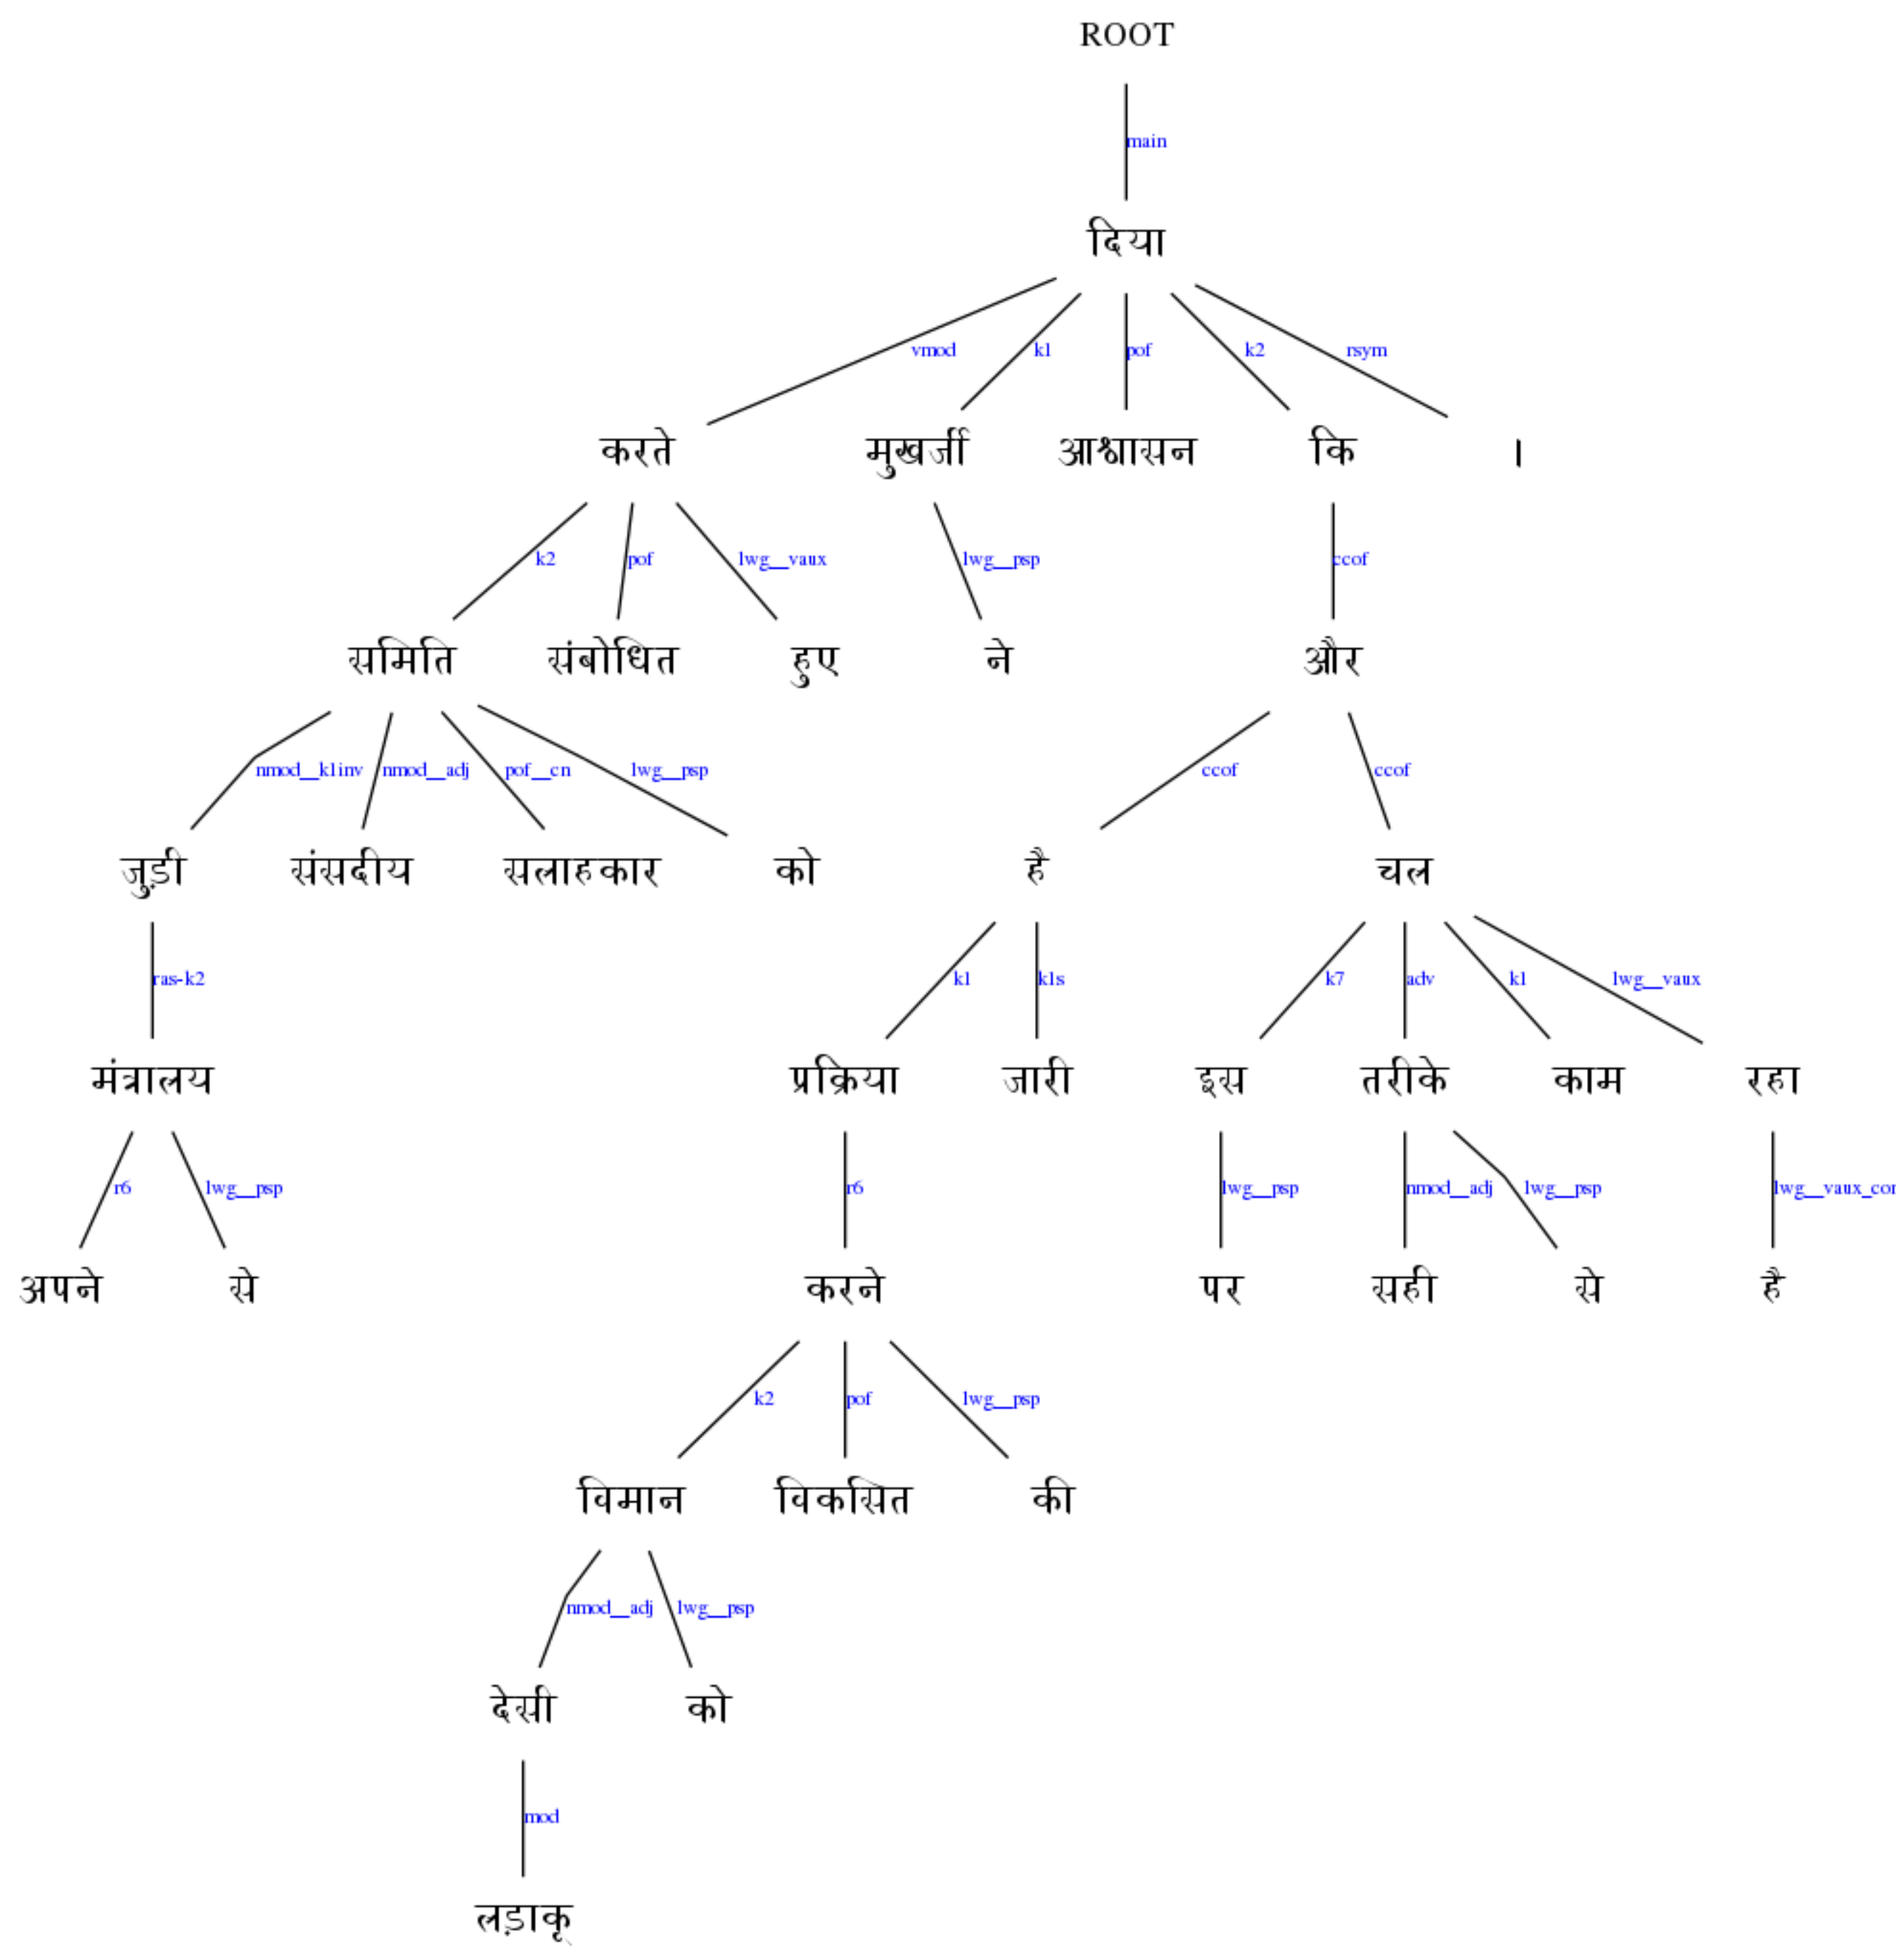 ROOT
main
दिया
vmod k1 pof k2 rsym
करते मुखर्जी आश्वासन कि ।
k2 pof lwg__vaux lwg__psp ccof
समिति संबोधित हुए ने और
nmod__k1inv nmod__adj pof__cn lwg__psp ccof ccof
जुड़ी संसदीय सलाहकार को है चल
ras-k2 k1 k1s k7 adv k1 lwg__vaux
मंत्रालय प्रक्रिया जारी इस तरीके काम रहा
r6 lwg__psp r6 lwg__psp nmod__adj lwg__psp lwg__vaux_cor
अपने से करने पर सही से है
k2 pof lwg__psp
विमान विकसित की
nmod__adj lwg__psp
देसी को
mod
लड़ाकू